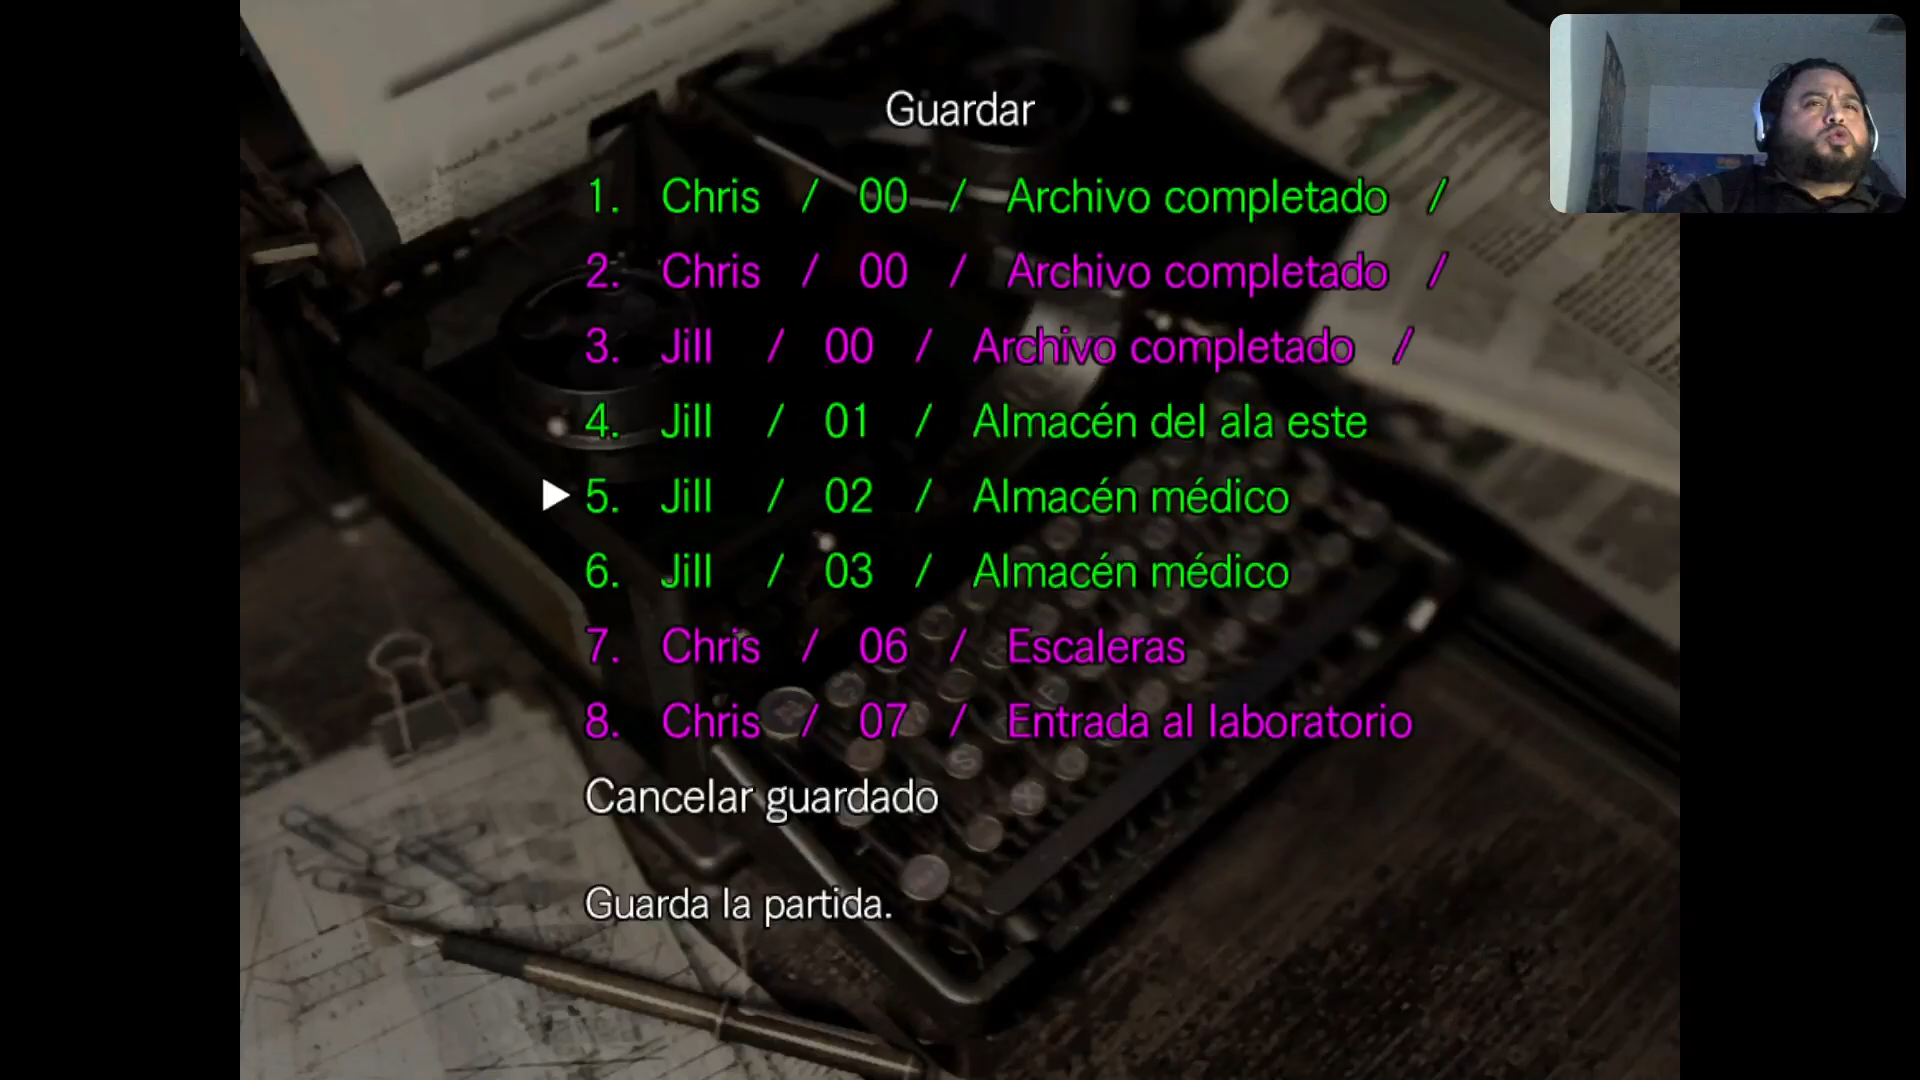 Guardar
1. Chris / 00 / Archivo completado /
2. Chris / 00 / Archivo completado /
3. Jill / 00 / Archivo completado /
4. Jill / 01 / Almacén del ala este
5. Jill / 02 / Almacén médico
6. Jill / 03 / Almacén médico
7. Chris / 06 / Escaleras
8. Chris / 07 / Entrada al laboratorio
Cancelar guardado
Guarda la partida.